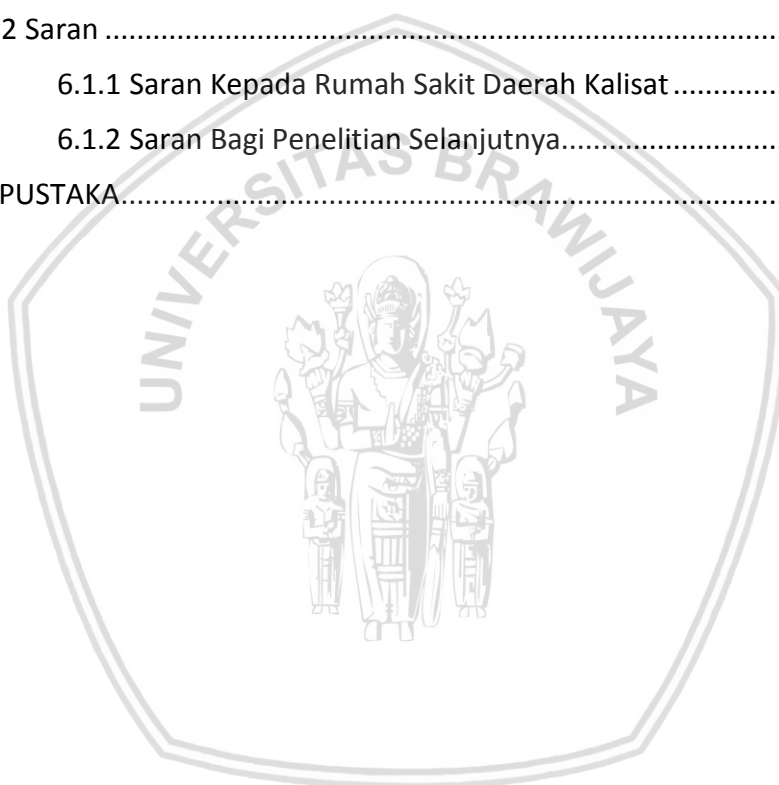 2 Saran ........................................................................................
6.1.1 Saran Kepada Rumah Sakit Daerah Kalisat .............
6.1.2 Saran Bagi Penelitian Selanjutnya............................
PUSTAKA....................................................................................
UNIVERSITAS BRAWIJAYA